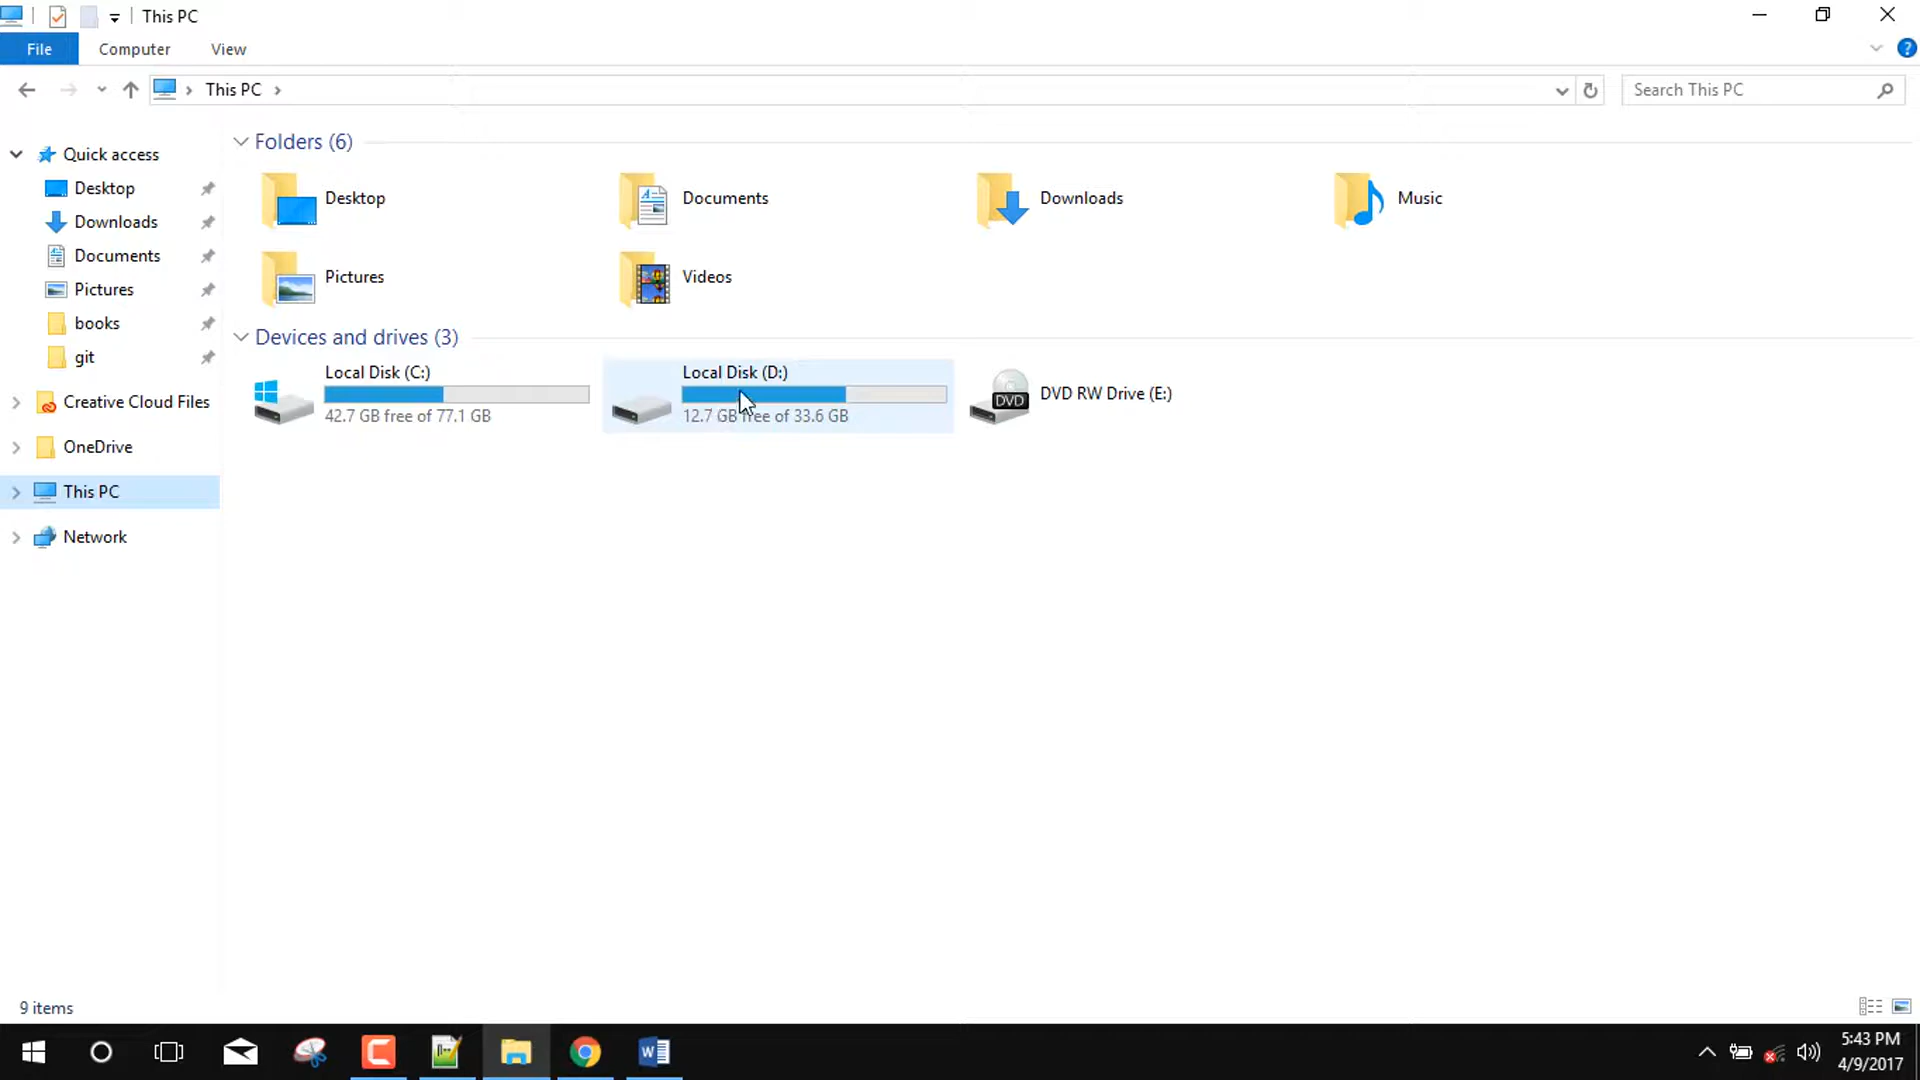 This PC
File Computer View
This PC
Search This PC
Quick access
Desktop
Downloads
Documents
Pictures
books
git
Creative Cloud Files
OneDrive
This PC
Network
Folders (6)
Desktop
Documents
Downloads
Music
Pictures
Videos
Devices and drives (3)
Local Disk (C:)
42.7 GB free of 77.1 GB
Local Disk (D:)
12.7 GB free of 33.6 GB
DVD
DVD RW Drive (E:)
9 items
5:43 PM
4/9/2017